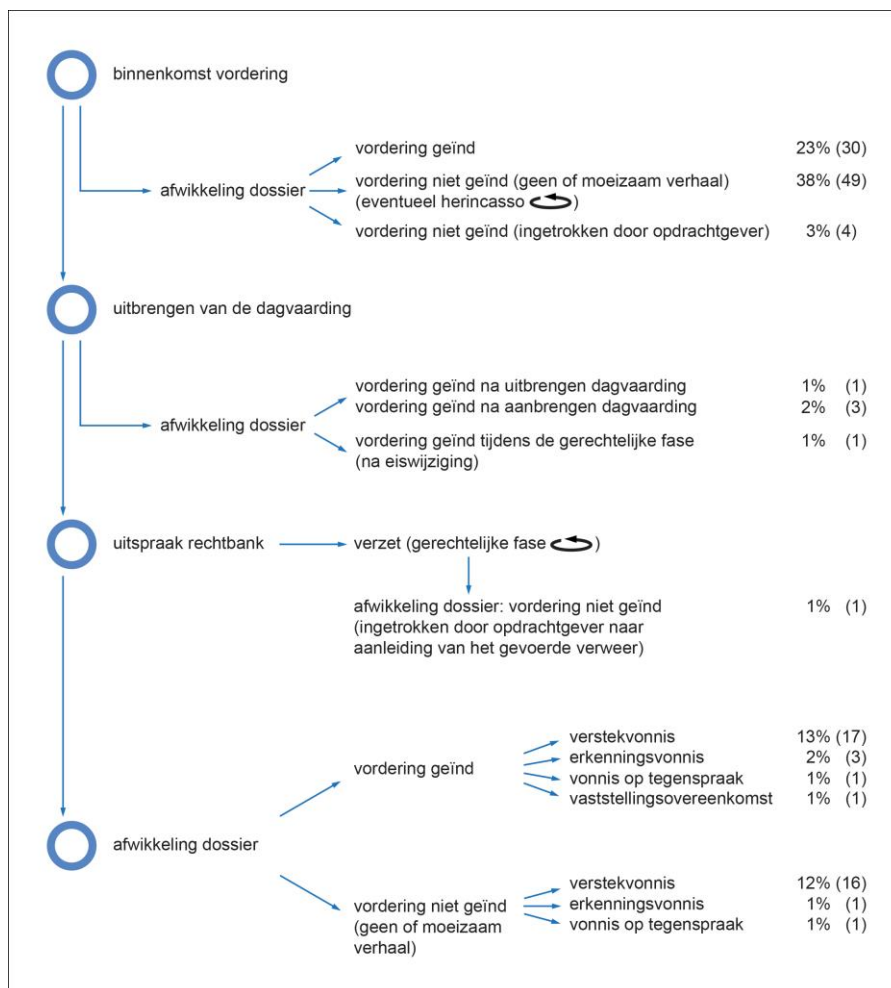 binnenkomst vordering
vordering geïnd 23% (30)
afwikkeling dossier
vordering niet geïnd (geen of moeizaam verhaal) 38% (49)
(eventueel herincasso )
vordering niet geïnd (ingetrokken door opdrachtgever) 3% (4)
uitbrengen van de dagvaarding
vordering geïnd na uitbrengen dagvaarding 1% (1)
vordering geïnd na aanbrengen dagvaarding 2% (3)
afwikkeling dossier
vordering geïnd tijdens de gerechtelijke fase 1% (1)
(na eiswijziging)
uitspraak rechtbank
verzet (gerechtelijke fase )
afwikkeling dossier: vordering niet geïnd 1% (1)
(ingetrokken door opdrachtgever naar
aanleiding van het gevoerde verweer)
verstekvonnis 13% (17)
erkenningsvonnis 2% (3)
vordering geïnd
vonnis op tegenspraak 1% (1)
vaststellingsovereenkomst 1% (1)
afwikkeling dossier
verstekvonnis 12% (16)
vordering niet geïnd
erkenningsvonnis 1% (1)
(geen of moeizaam
vonnis op tegenspraak 1% (1)
verhaal)